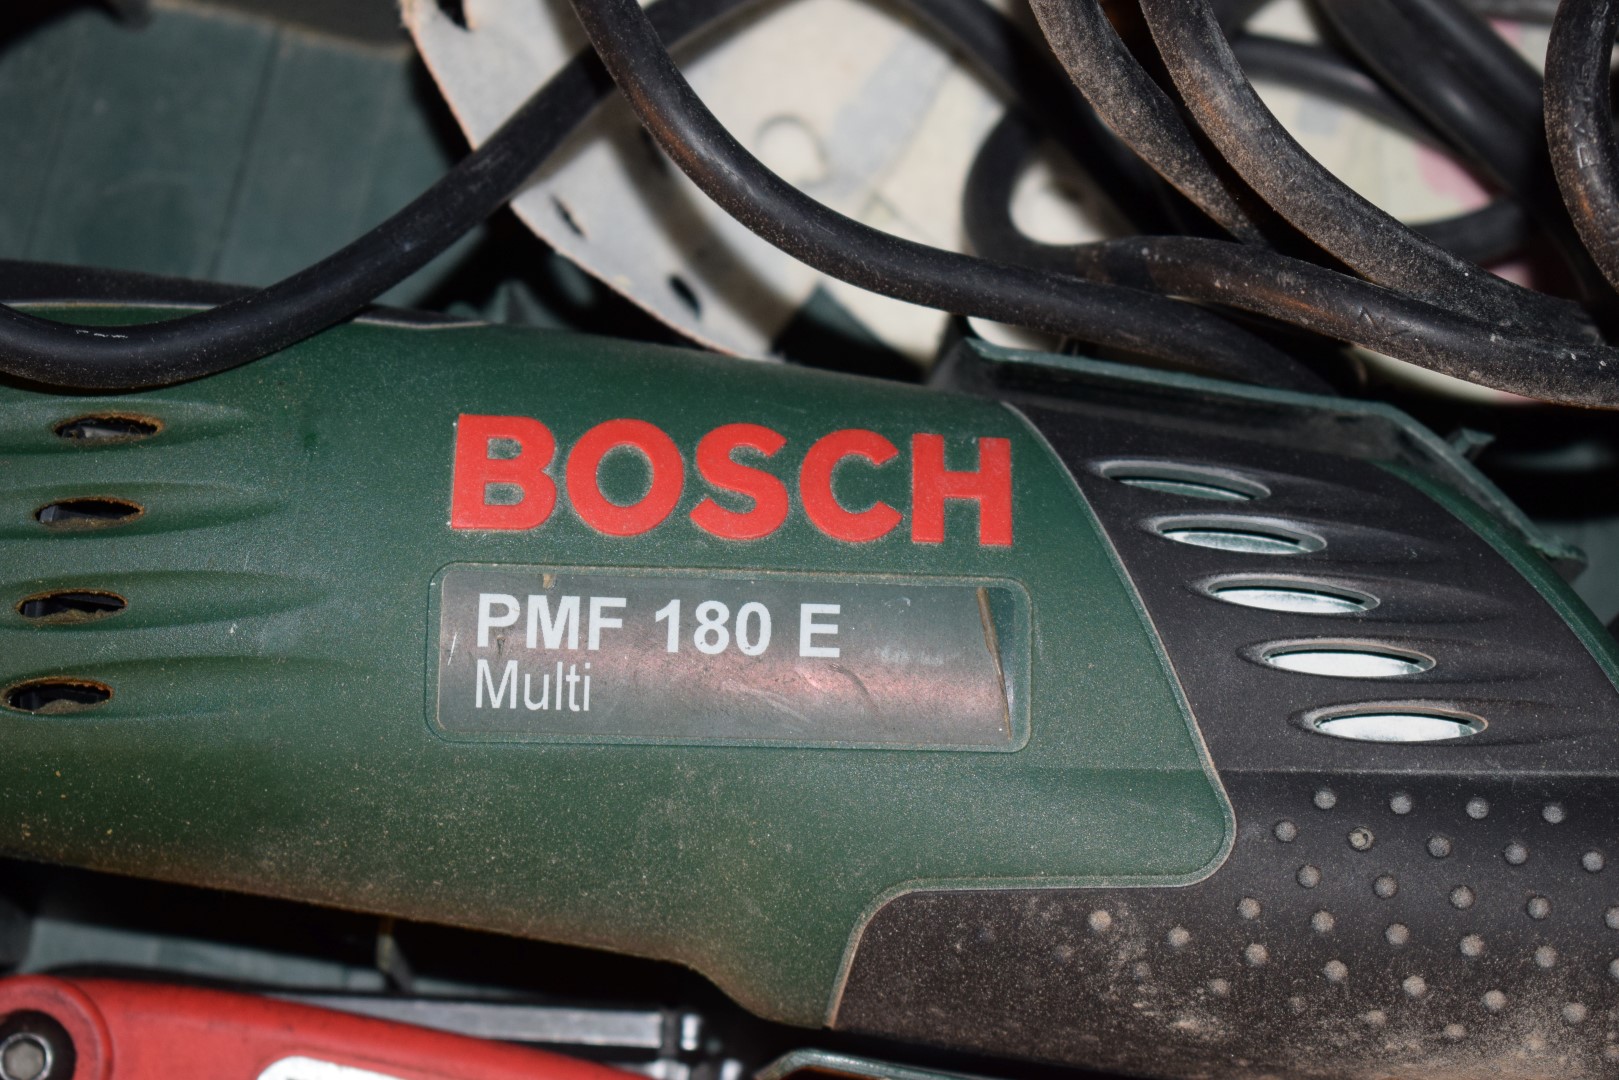 BOSCH
PMF 180 E
Multi